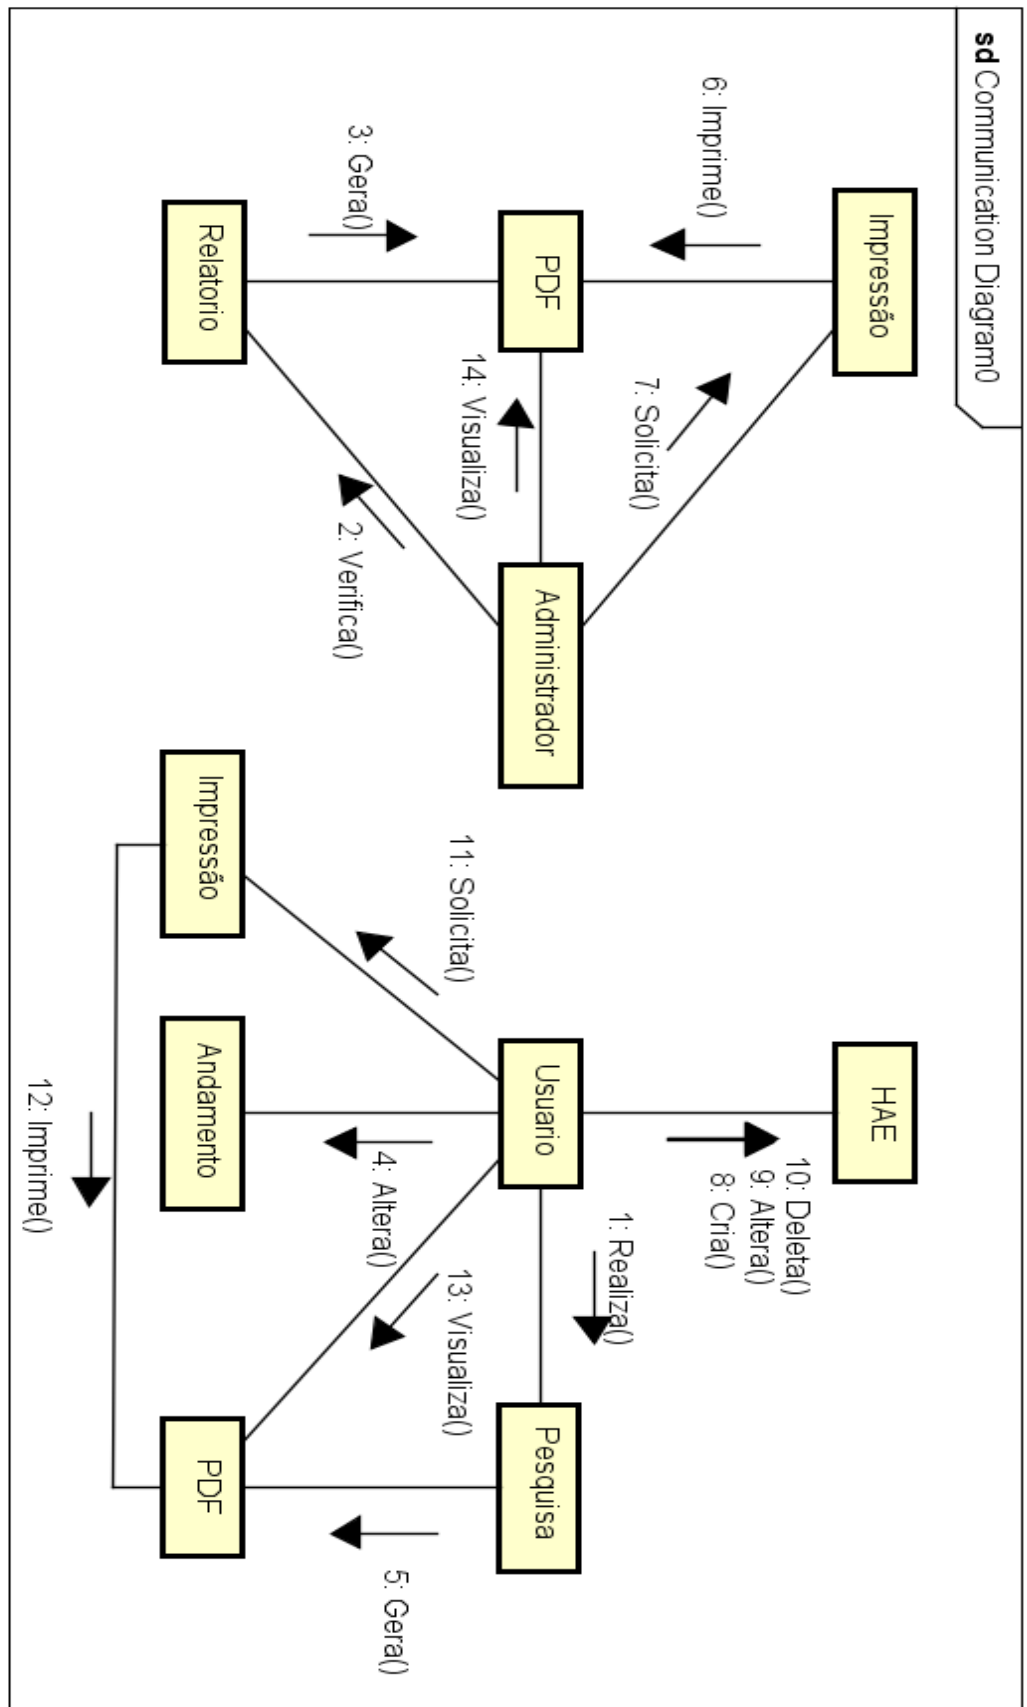 sd Communication Diagram0
Impressão
7: Solicita()
6: Imprime()
PDF
14: Visualiza()
Administrador
3: Gera()
Relatorio
2: Verifica()
HAE
10: Deleta()
9: Altera()
8: Cria()
1: Realiza()
Usuario
Pesquisa
11: Solicita()
4: Altera()
13: Visualiza()
5: Gera()
Impressão
Andamento
PDF
12: Imprime()